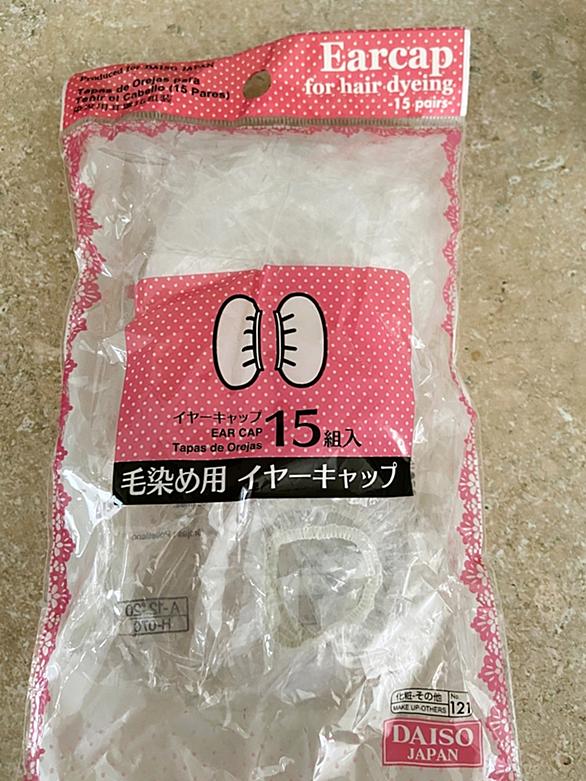 Produced for DAISO JAPAN
Tapas de Orejas para
Teñir el Cabello (15 Pares)
Earcap
for hair dyeing
15 pairs
イヤーキャップ
EAR CAP
Tapas de Orejas
15組入
毛染め用 イヤーキャップ
A-12 '20
H-070
化粧-その他
MAKE UP-OTHERS
No.
121
DAISO
JAPAN